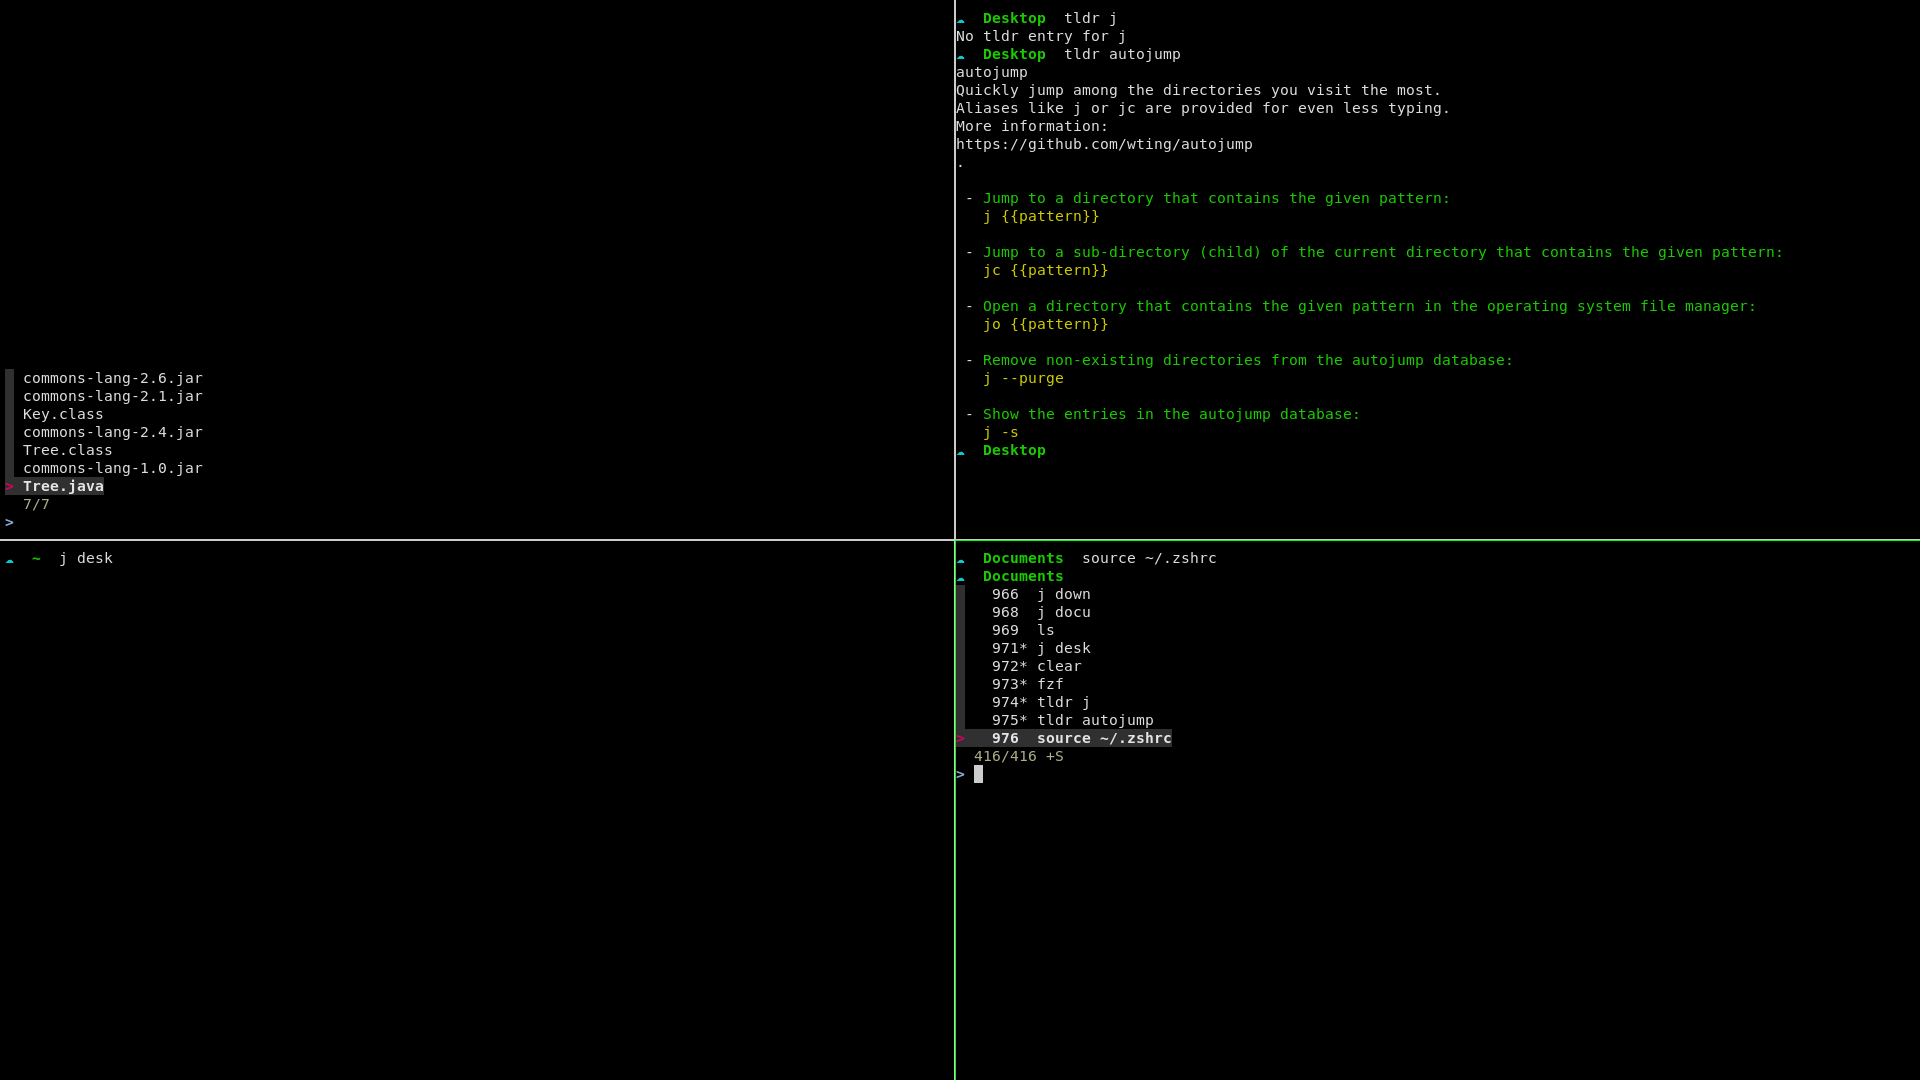 commons-lang-2.6.jar
commons-lang-2.1.jar
Key.class
commons-lang-2.4.jar
Tree.class
commons-lang-1.0.jar
> Tree.java
7/7
>
☁  Desktop  tldr j
No tldr entry for j
☁  Desktop  tldr autojump
autojump
Quickly jump among the directories you visit the most.
Aliases like j or jc are provided for even less typing.
More information:
https://github.com/wting/autojump
.
- Jump to a directory that contains the given pattern:
j {{pattern}}
- Jump to a sub-directory (child) of the current directory that contains the given pattern:
jc {{pattern}}
- Open a directory that contains the given pattern in the operating system file manager:
jo {{pattern}}
- Remove non-existing directories from the autojump database:
j --purge
- Show the entries in the autojump database:
j -s
☁  Desktop
☁  ~  j desk
☁  Documents  source ~/.zshrc
☁  Documents
966  j down
968  j docu
969  ls
971* j desk
972* clear
973* fzf
974* tldr j
975* tldr autojump
> 976  source ~/.zshrc
416/416 +S
>